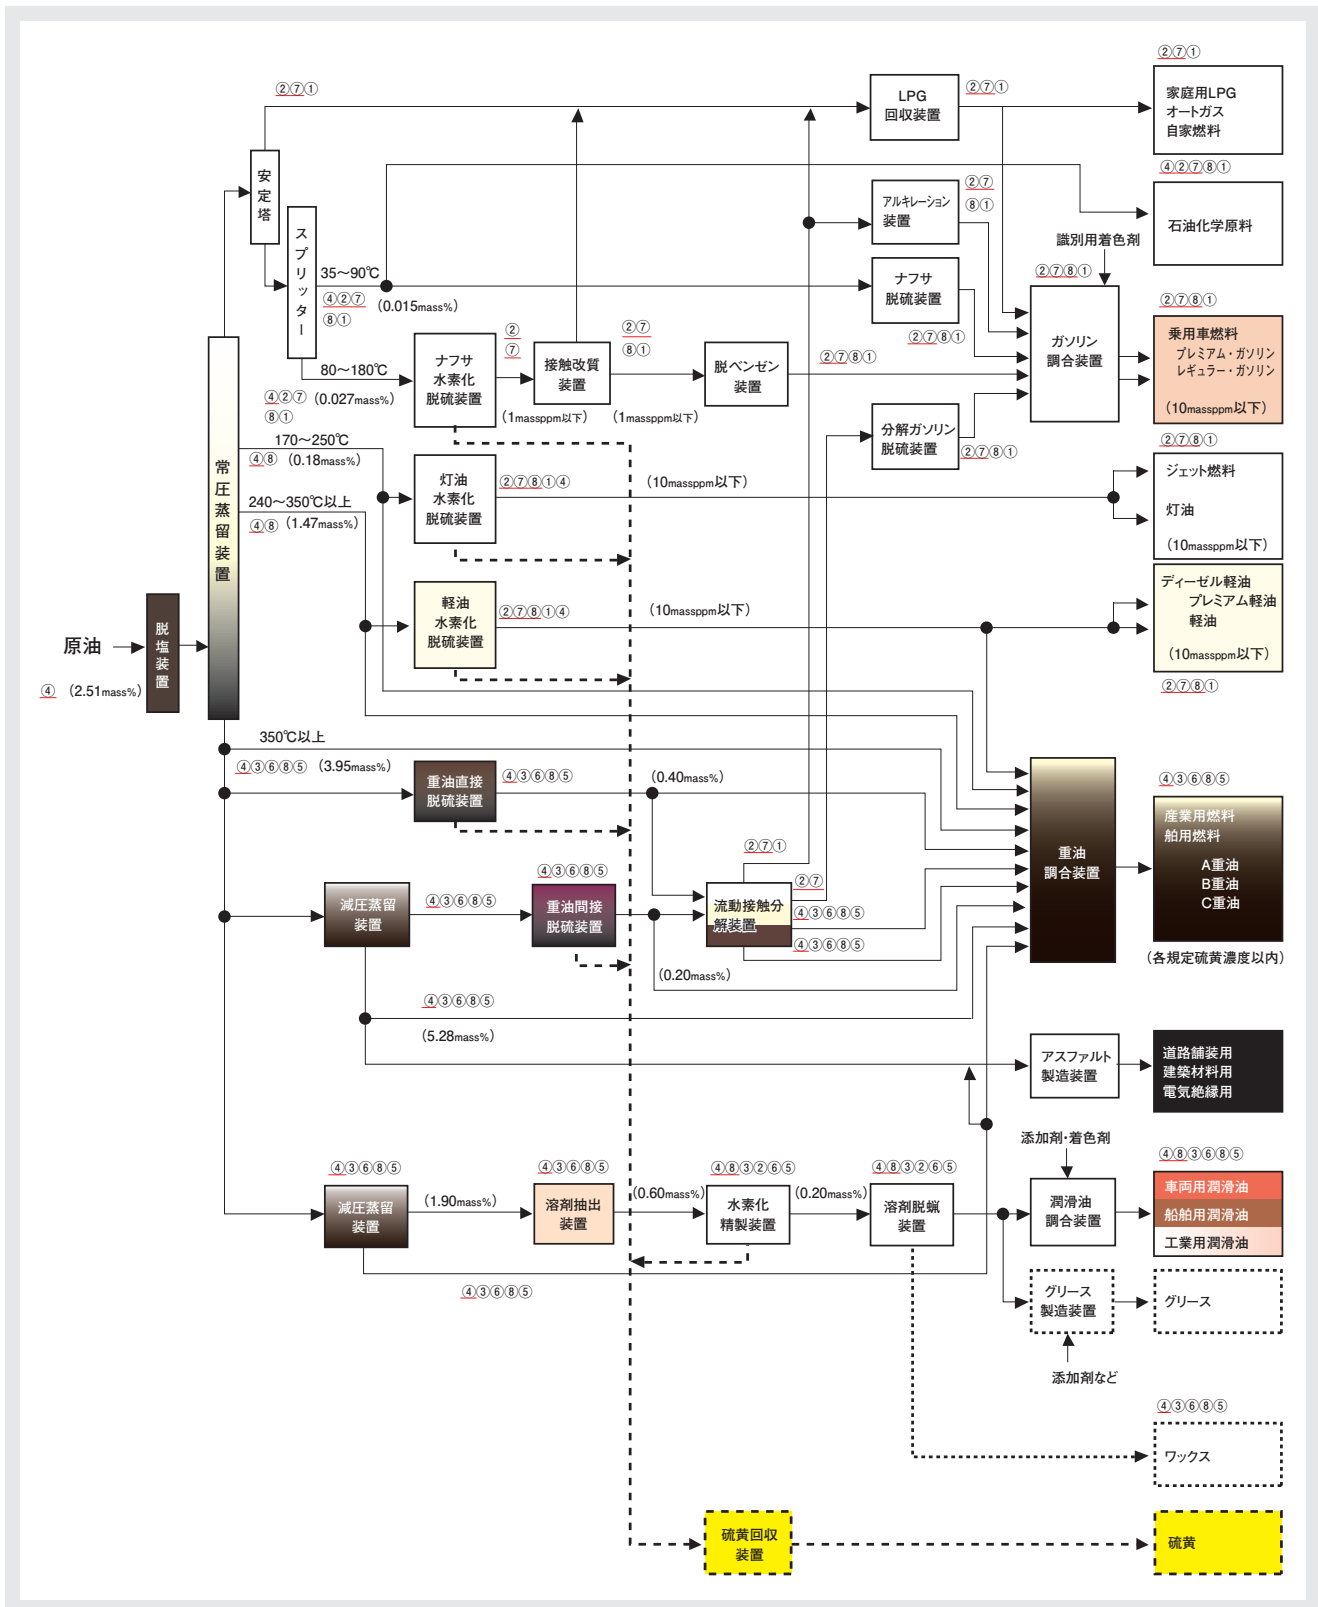 ②⑦①
②⑦①
②⑦①
LPG
回収装置
家庭用LPG
オートガス
自家燃料
安定塔
④②⑦⑧①
アルキレーション
装置
②⑦
⑧①
石油化学原料
スプリッター
35～90℃
④②⑦
⑧①
（0.015mass%）
ナフサ
脱硫装置
②⑦⑧①
識別用着色剤
②⑦⑧①
ガソリン
調合装置
②⑦⑧①
乗用車燃料
プレミアム・ガソリン
レギュラー・ガソリン
（10massppm以下）
80～180℃
④②⑦
⑧①
（0.027mass%）
ナフサ
水素化
脱硫装置
②
⑦
（1massppm以下）
接触改質
装置
②⑦
⑧①
（1massppm以下）
脱ベンゼン
装置
②⑦⑧①
分解ガソリン
脱硫装置
②⑦⑧①
常圧蒸留装置
170～250℃
④⑧
（0.18mass%）
灯油
水素化
脱硫装置
②⑦⑧①④
（10massppm以下）
②⑦⑧①
ジェット燃料
灯油
（10massppm以下）
240～350℃以上
④⑧
（1.47mass%）
軽油
水素化
脱硫装置
②⑦⑧①④
（10massppm以下）
ディーゼル軽油
プレミアム軽油
軽油
（10massppm以下）
②⑦⑧①
原油
④
（2.51mass%）
脱塩装置
350℃以上
④③⑥⑧⑤
（3.95mass%）
重油直接
脱硫装置
④③⑥⑧⑤
（0.40mass%）
重油
調合装置
④③⑥⑧⑤
産業用燃料
舶用燃料
A重油
B重油
C重油
（各規定硫黄濃度以内）
減圧蒸留
装置
④③⑥⑧⑤
④③⑥⑧⑤
重油間接
脱硫装置
②⑦①
②⑦
流動接触分
解装置
④③⑥⑧⑤
④③⑥⑧⑤
（0.20mass%）
④③⑥⑧⑤
（5.28mass%）
アスファルト
製造装置
道路舗装用
建築材料用
電気絶縁用
④③⑥⑧⑤
減圧蒸留
装置
（1.90mass%）
④③⑥⑧⑤
溶剤抽出
装置
（0.60mass%）
④⑧③②⑥⑤
水素化
精製装置
（0.20mass%）
④⑧③②⑥⑤
溶剤脱蝋
装置
添加剤・着色剤
潤滑油
調合装置
④⑧③⑥⑧⑤
車両用潤滑油
船舶用潤滑油
工業用潤滑油
④③⑥⑧⑤
グリース
製造装置
グリース
添加剤など
④③⑥⑧⑤
ワックス
硫黄回収
装置
硫黄